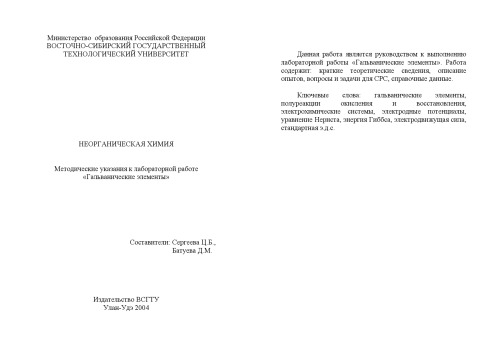 Министерство образования Российской Федерации
ВОСТОЧНО-СИБИРСКИЙ ГОСУДАРСТВЕННЫЙ
ТЕХНОЛОГИЧЕСКИЙ УНИВЕРСИТЕТ
НЕОРГАНИЧЕСКАЯ ХИМИЯ
Методические указания к лабораторной работе
«Гальванические элементы»
Составители: Сергеева Ц.Б.,
Батуева Д.М.
Издательство ВСГТУ
Улан-Удэ 2004
Данная работа является руководством к выполнению
лабораторной работы «Гальванические элементы». Работа
содержит: краткие теоретические сведения, описание
опытов, вопросы и задачи для СРС, справочные данные.
Ключевые слова: гальванические элементы,
полуреакции окисления и восстановления,
электрохимические системы, электродные потенциалы,
уравнение Нернста, энергия Гиббса, электродвижущая сила,
стандартная э.д.с.